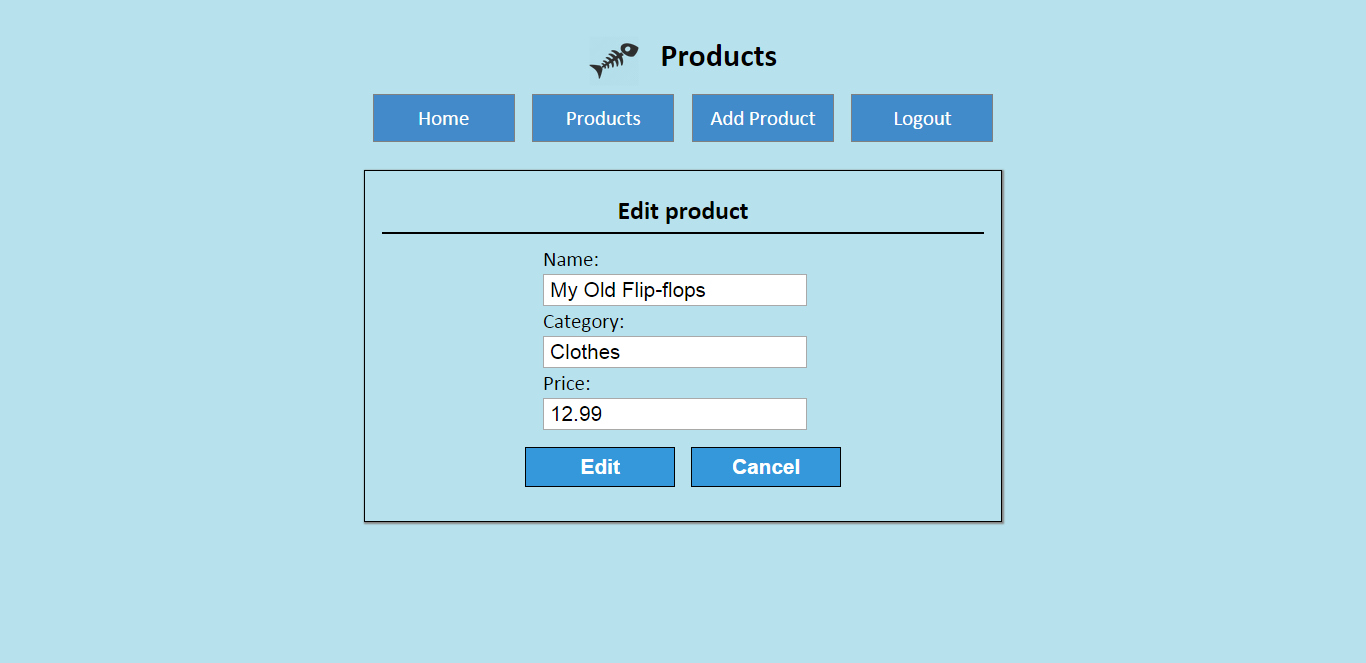 Products
Home Products Add Product Logout
Edit product
Name:
My Old Flip-flops
Category:
Clothes
Price:
12.99
Edit Cancel